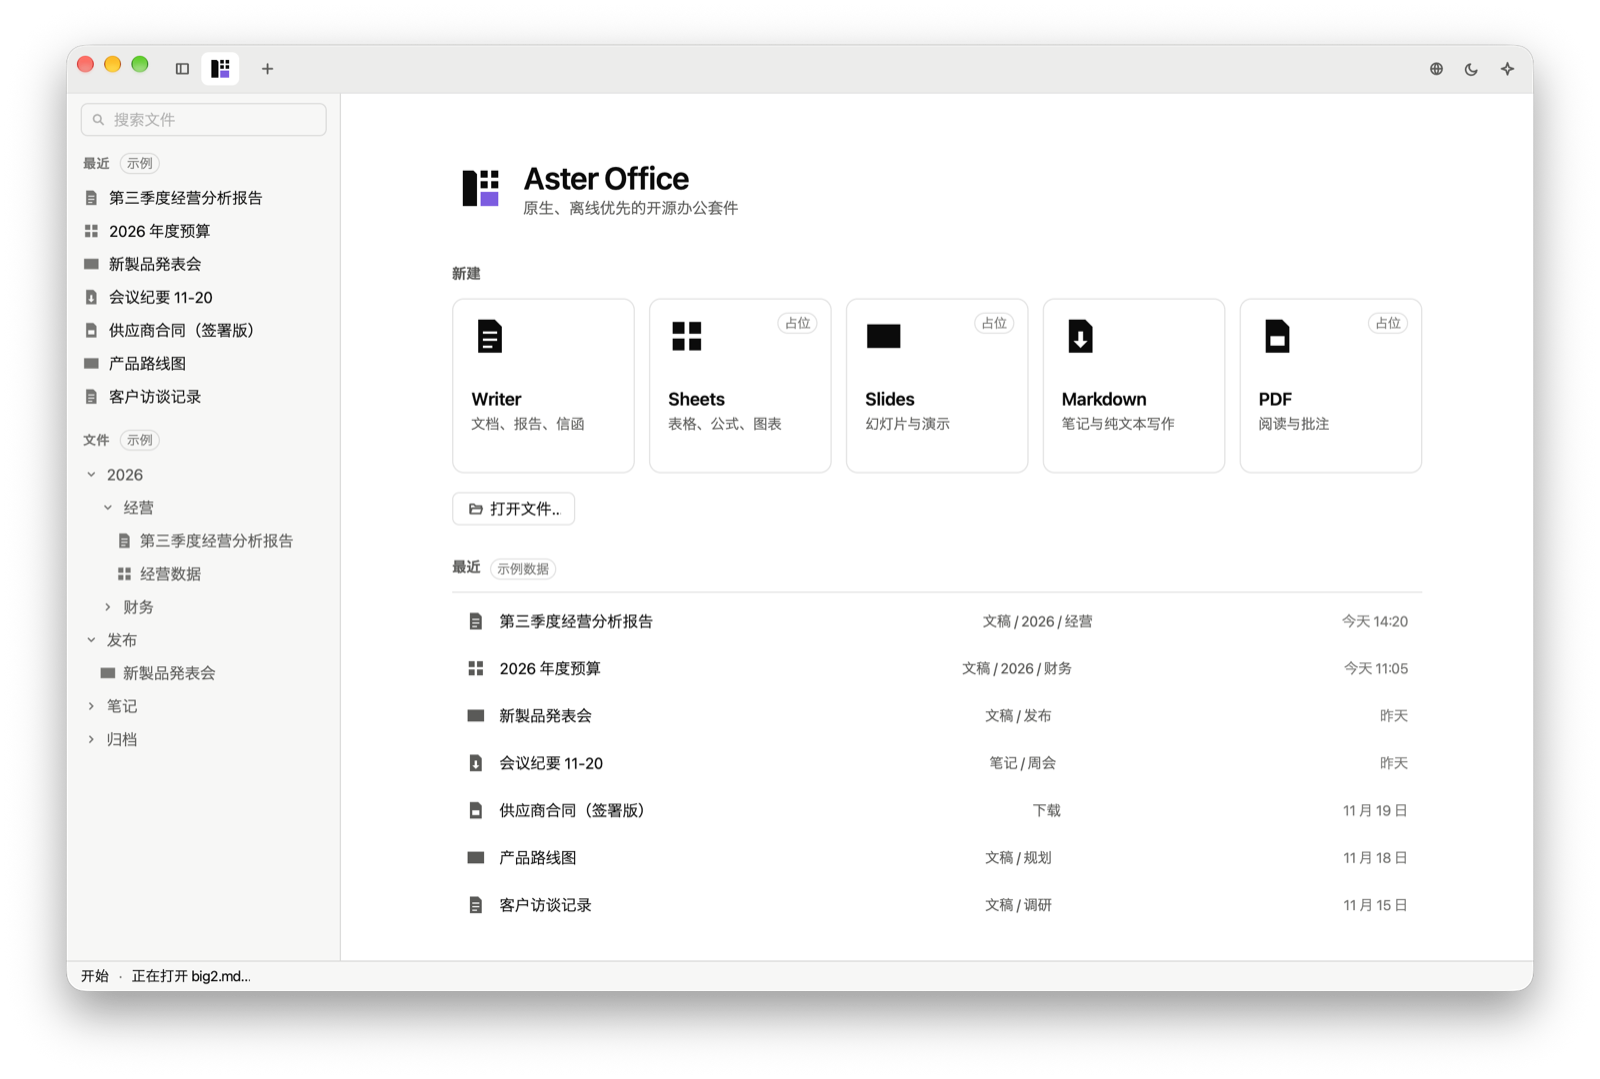 搜索文件
最近 示例
第三季度经营分析报告
2026 年度预算
新製品発表会
会议纪要 11-20
供应商合同（签署版）
产品路线图
客户访谈记录
文件 示例
2026
经营
第三季度经营分析报告
经营数据
财务
发布
新製品発表会
笔记
归档
Aster Office
原生、离线优先的开源办公套件
新建
Writer
文档、报告、信函
占位
Sheets
表格、公式、图表
占位
Slides
幻灯片与演示
Markdown
笔记与纯文本写作
占位
PDF
阅读与批注
打开文件...
最近 示例数据
第三季度经营分析报告 文稿 / 2026 / 经营 今天 14:20
2026 年度预算 文稿 / 2026 / 财务 今天 11:05
新製品発表会 文稿 / 发布 昨天
会议纪要 11-20 笔记 / 周会 昨天
供应商合同（签署版） 下载 11 月 19 日
产品路线图 文稿 / 规划 11 月 18 日
客户访谈记录 文稿 / 调研 11 月 15 日
开始 · 正在打开 big2.md...